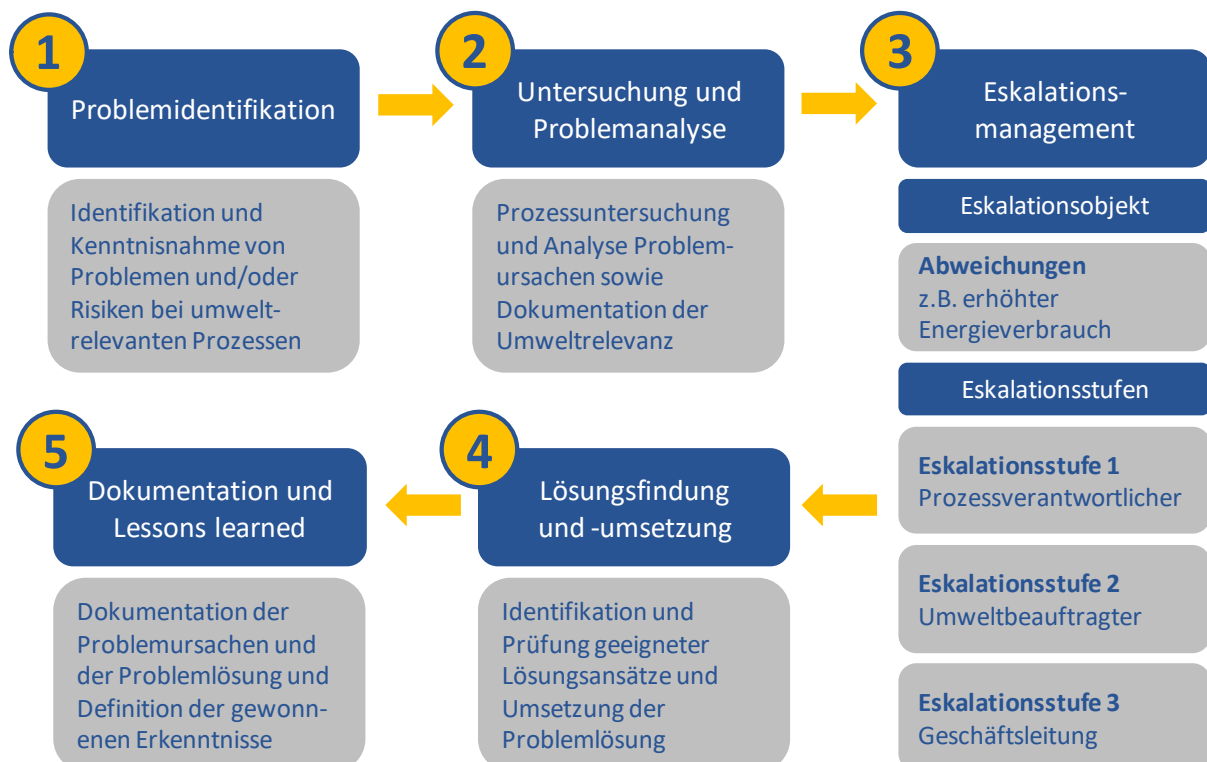 1
Problemidentifikation
Identifikation und
Kenntnisnahme von
Problemen und/oder
Risiken bei umwelt-
relevanten Prozessen
2
Untersuchung und
Problemanalyse
Prozessuntersuchung
und Analyse Problem-
ursachen sowie
Dokumentation der
Umweltrelevanz
3
Eskalations-
management
Eskalationsobjekt
Abweichungen
z.B. erhöhter
Energieverbrauch
Eskalationsstufen
Eskalationsstufe 1
Prozessverantwortlicher
Eskalationsstufe 2
Umweltbeauftragter
Eskalationsstufe 3
Geschäftsleitung
4
Lösungsfindung
und -umsetzung
Identifikation und
Prüfung geeigneter
Lösungsansätze und
Umsetzung der
Problemlösung
5
Dokumentation und
Lessons learned
Dokumentation der
Problemursachen und
der Problemlösung und
Definition der gewonn-
enen Erkenntnisse